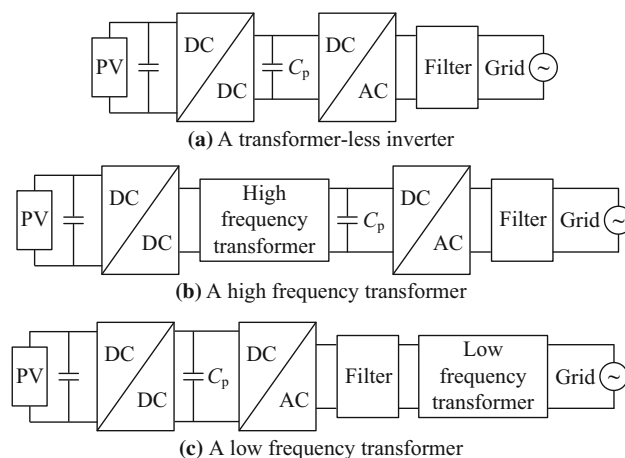 PV
DC
DC
Cp
DC
AC
Filter
Grid
~
(a) A transformer-less inverter
PV
DC
DC
High
frequency
transformer
Cp
DC
AC
Filter
Grid
~
(b) A high frequency transformer
PV
DC
DC
Cp
DC
AC
Filter
Low
frequency
transformer
Grid
~
(c) A low frequency transformer